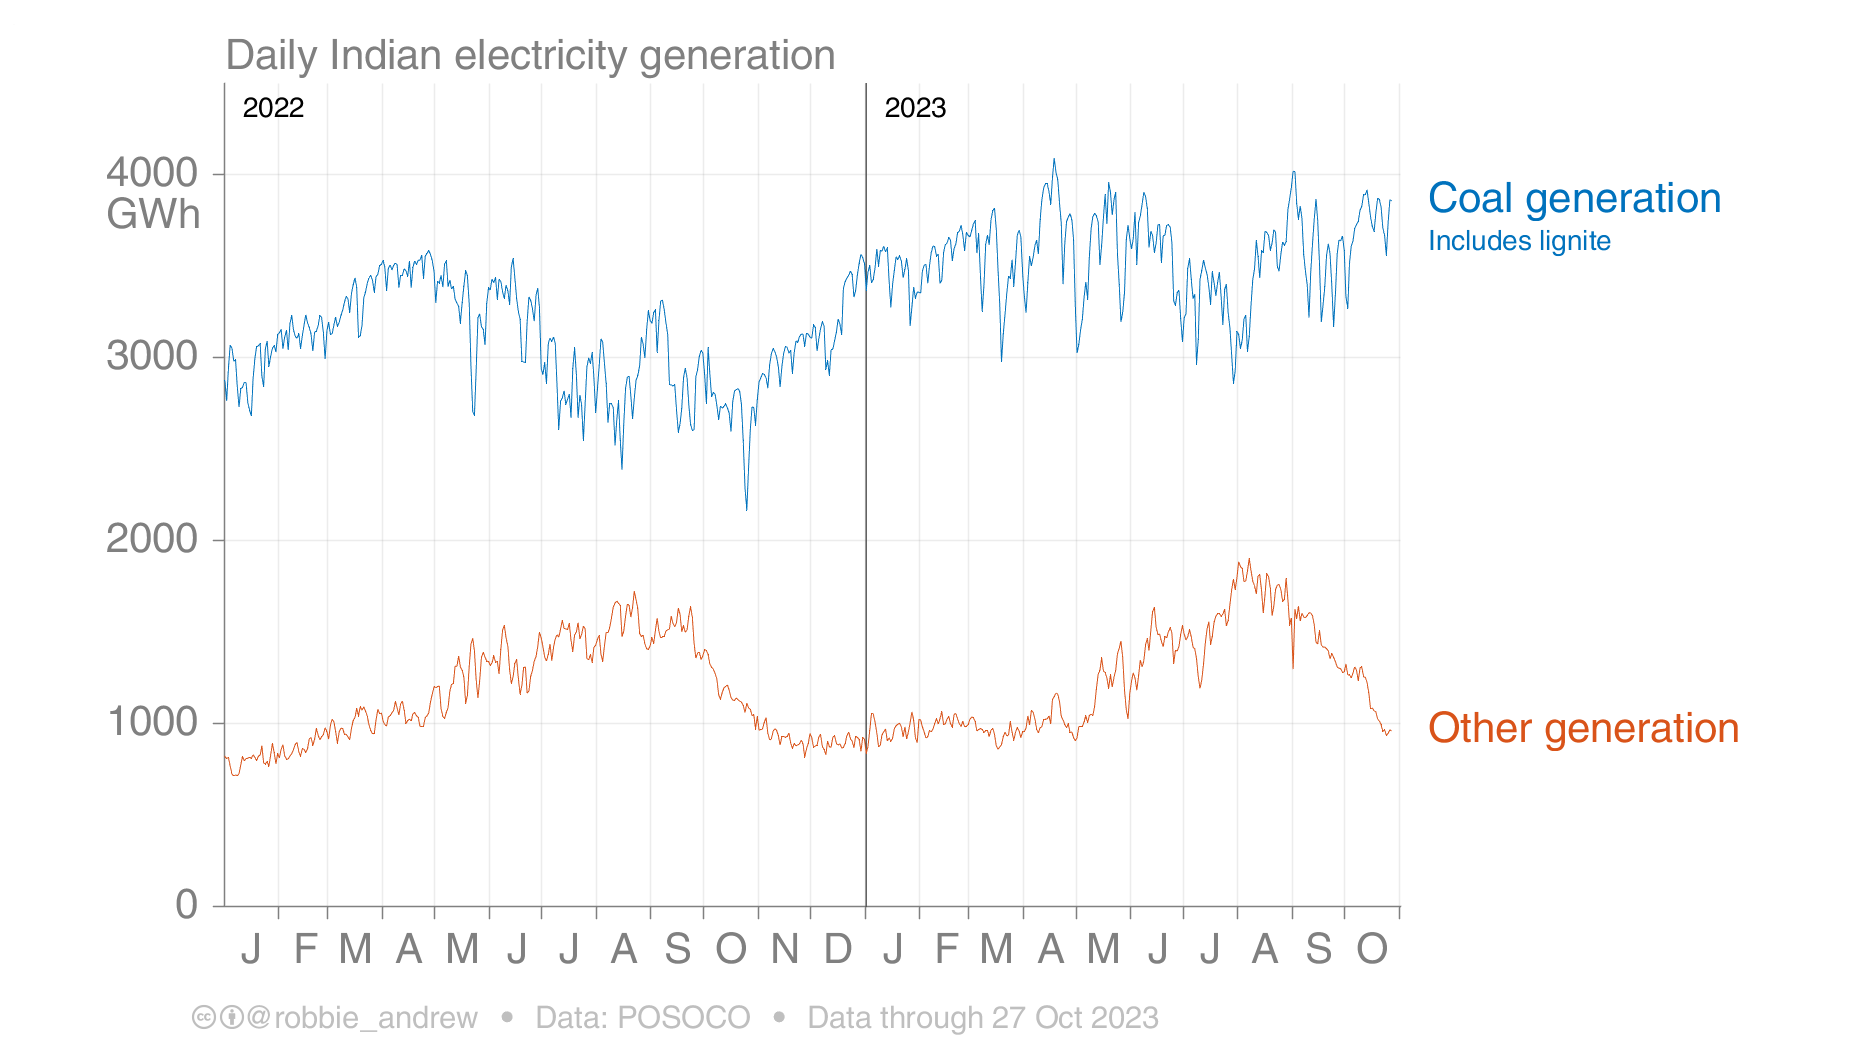 Daily Indian electricity generation
2022
2023
4000
GWh
3000
2000
1000
0
Coal generation
Includes lignite
Other generation
J F M A M J J A S O N D J F M A M J J A S O
cc @robbie_andrew • Data: POSOCO • Data through 27 Oct 2023